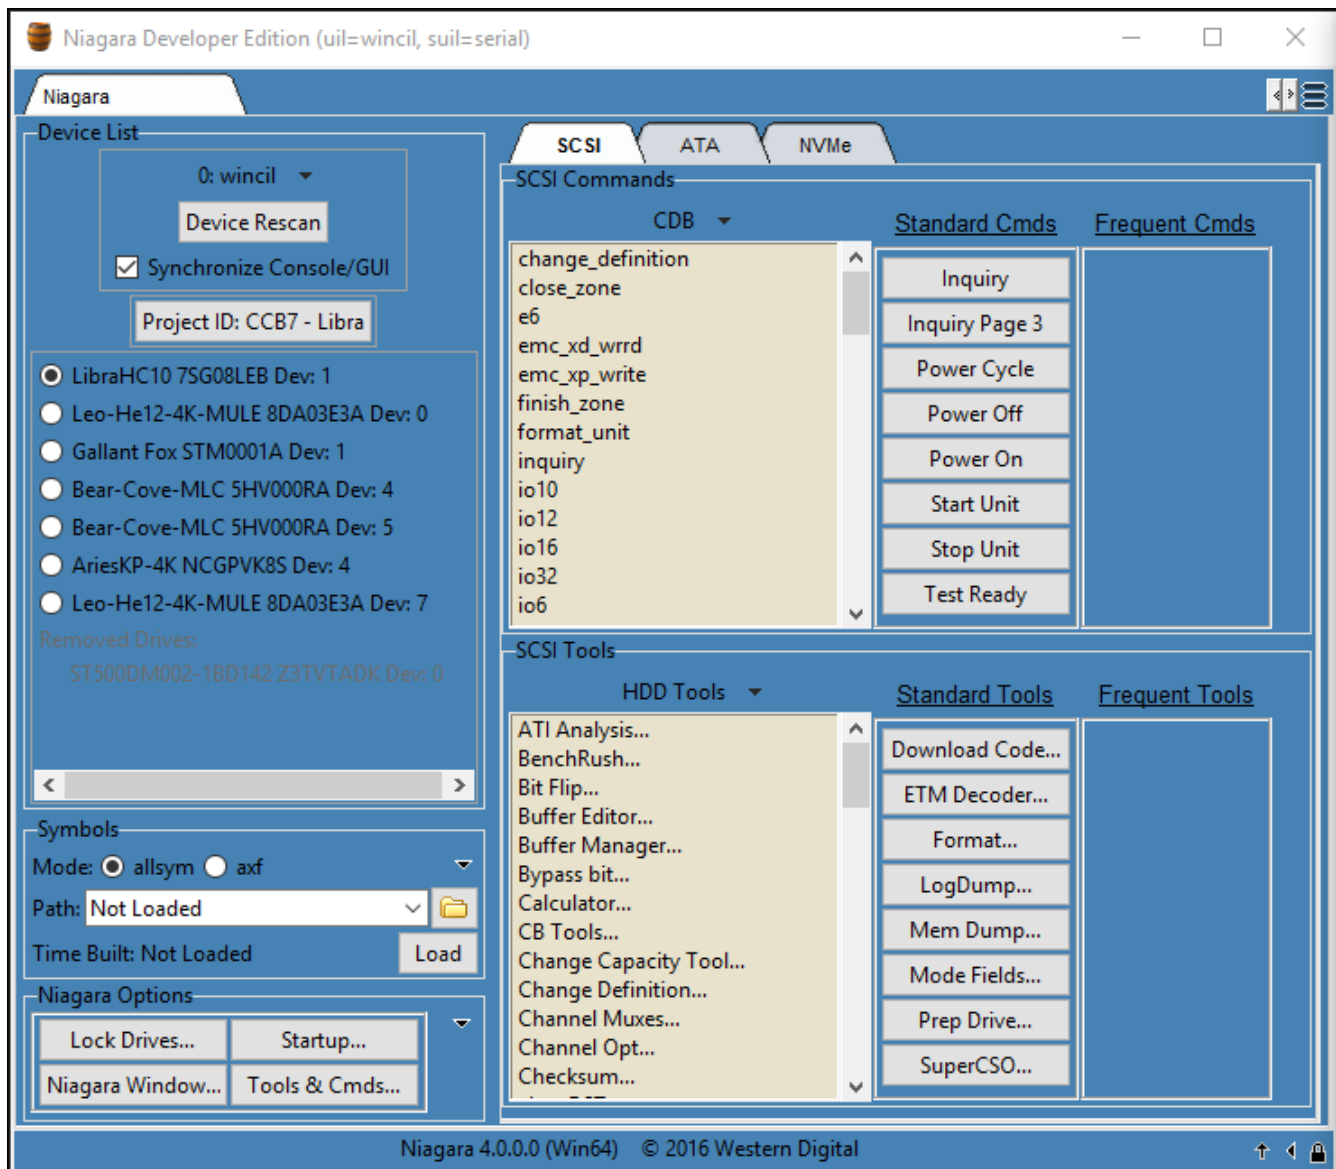 Niagara Developer Edition (uil=wincil, suil=serial)
Niagara
Device List
0: wincil
Device Rescan
Synchronize Console/GUI
Project ID: CCB7 - Libra
LibraHC10 7SG08LEB Dev: 1
Leo-He12-4K-MULE 8DA03E3A Dev: 0
Gallant Fox STM0001A Dev: 1
Bear-Cove-MLC 5HV000RA Dev: 4
Bear-Cove-MLC 5HV000RA Dev: 5
AriesKP-4K NCGPVK8S Dev: 4
Leo-He12-4K-MULE 8DA03E3A Dev: 7
Removed Drives:
ST500DM002-1BD142 Z3TVTADK Dev: 0
Symbols
Mode: allsym axf
Path: Not Loaded
Time Built: Not Loaded Load
Niagara Options
Lock Drives... Startup...
Niagara Window... Tools & Cmds...
SCSI ATA NVMe
SCSI Commands
CDB
change_definition
close_zone
e6
emc_xd_wrrd
emc_xp_write
finish_zone
format_unit
inquiry
io10
io12
io16
io32
io6
Standard Cmds
Inquiry
Inquiry Page 3
Power Cycle
Power Off
Power On
Start Unit
Stop Unit
Test Ready
Frequent Cmds
SCSI Tools
HDD Tools
ATI Analysis...
BenchRush...
Bit Flip...
Buffer Editor...
Buffer Manager...
Bypass bit...
Calculator...
CB Tools...
Change Capacity Tool...
Change Definition...
Channel Muxes...
Channel Opt...
Checksum...
Standard Tools
Download Code...
ETM Decoder...
Format...
LogDump...
Mem Dump...
Mode Fields...
Prep Drive...
SuperCSO...
Frequent Tools
Niagara 4.0.0.0 (Win64) © 2016 Western Digital